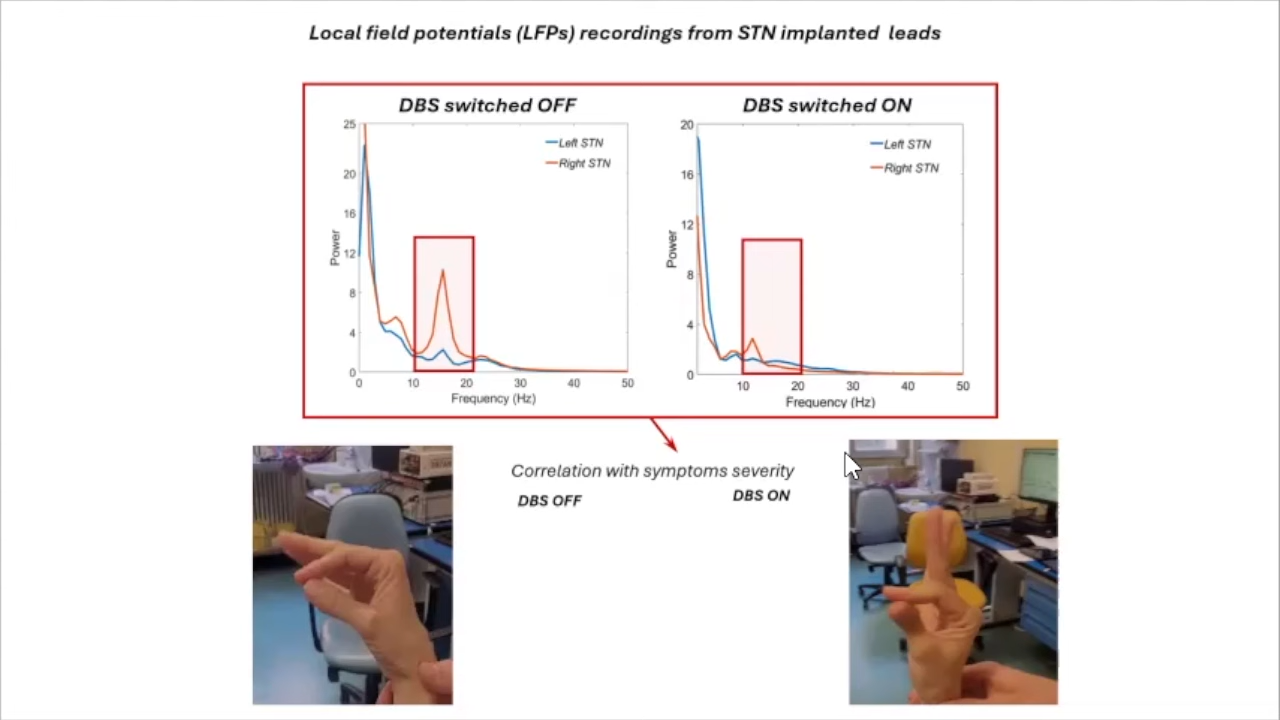 Local field potentials (LFPs) recordings from STN implanted leads
DBS switched OFF
25
20
16
12
8
4
0
Power
0 10 20 30 40 50
Frequency (Hz)
Left STN
Right STN
DBS switched ON
20
16
12
8
4
0
Power
10 20 30 40 50
Frequency (Hz)
Left STN
Right STN
Correlation with symptoms severity
DBS OFF
DBS ON